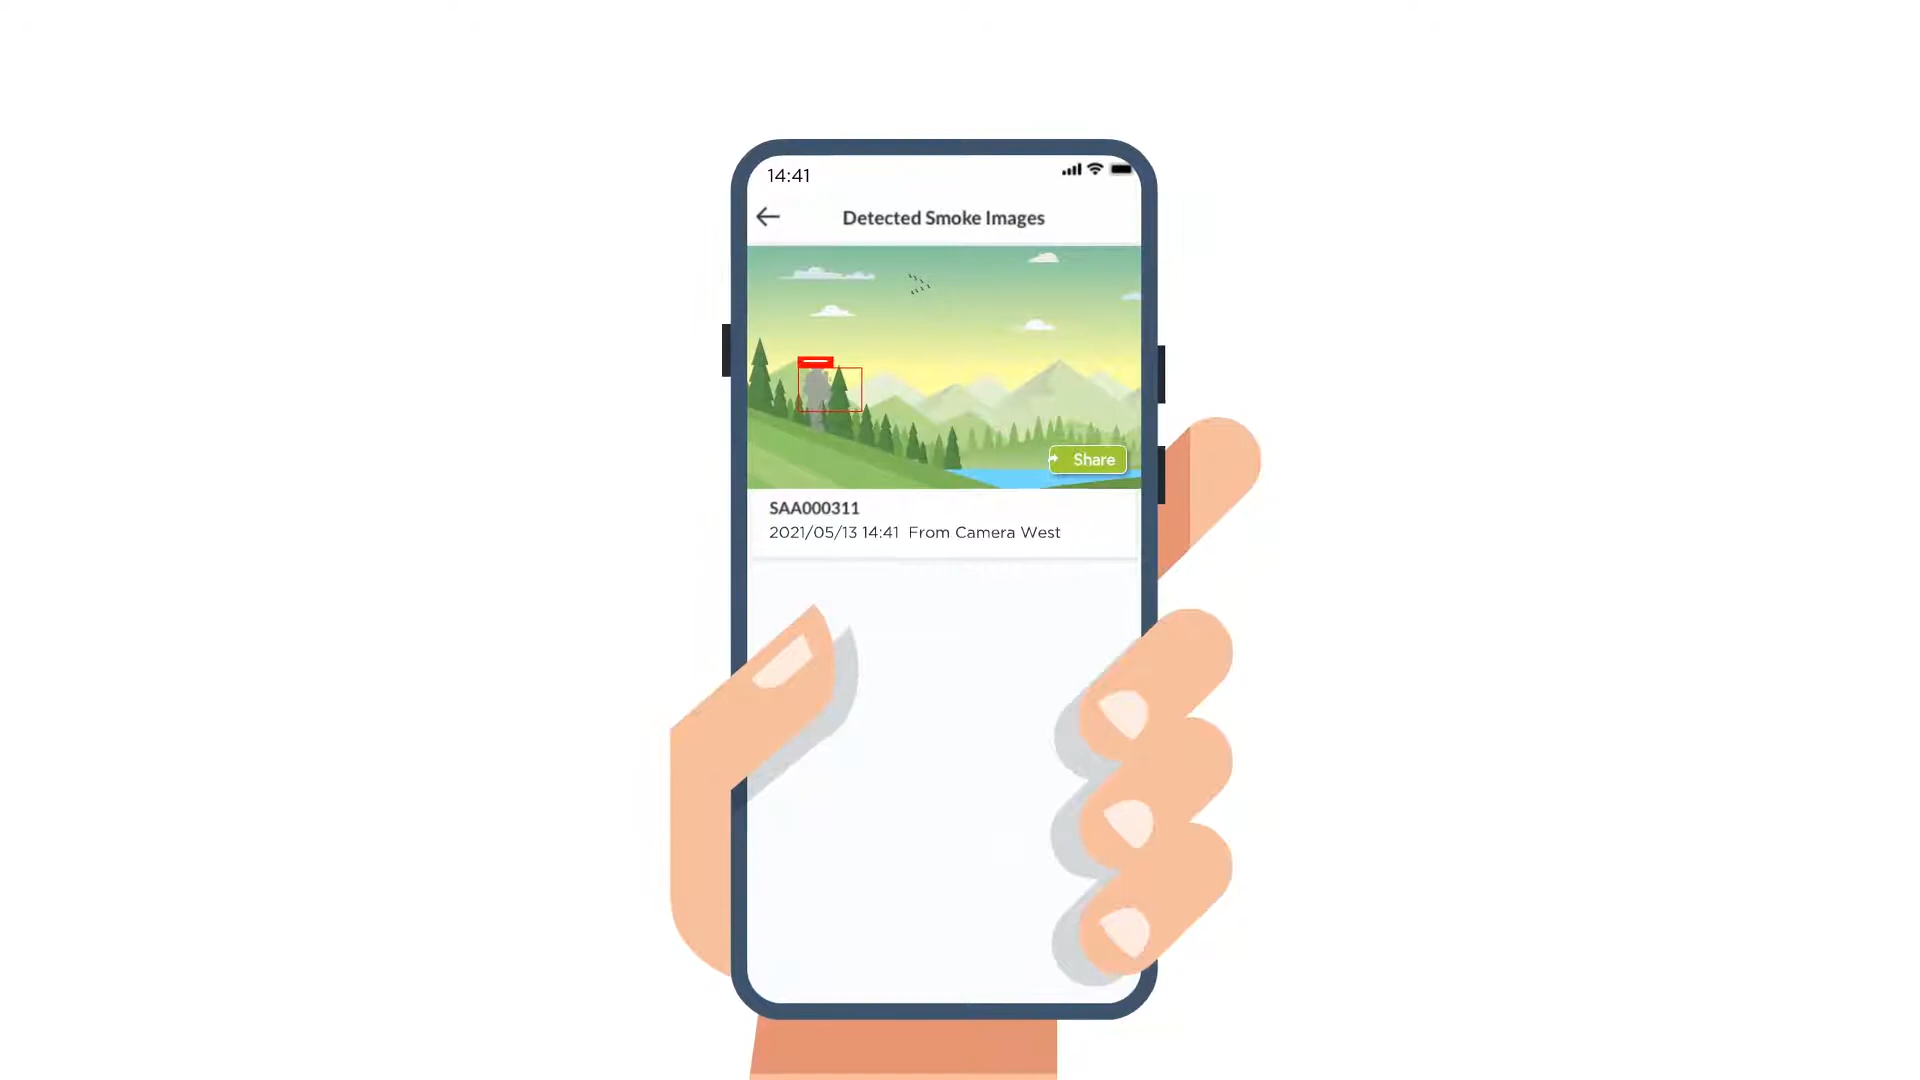 14:41
Detected Smoke Images
Share
SAA000311
2021/05/13 14:41 From Camera West